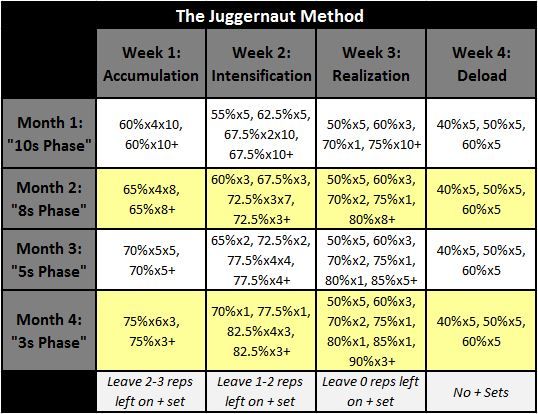 The Juggernaut Method
Week 1:
Accumulation
Week 2:
Intensification
Week 3:
Realization
Week 4:
Deload
Month 1:
"10s Phase"
60%x4x10,
60%x10+
55%x5, 62.5%x5,
67.5%x2x10,
67.5%x10+
50%x5, 60%x3,
70%x1, 75%x10+
40%x5, 50%x5,
60%x5
Month 2:
"8s Phase"
65%x4x8,
65%x8+
60%x3, 67.5%x3,
72.5%x3x7,
72.5%x3+
50%x5, 60%x3,
70%x2, 75%x1,
80%x8+
40%x5, 50%x5,
60%x5
Month 3:
"5s Phase"
70%x5x5,
70%x5+
65%x2, 72.5%x2,
77.5%x4x4,
77.5%x4+
50%x5, 60%x3,
70%x2, 75%x1,
80%x1, 85%x5+
40%x5, 50%x5,
60%x5
Month 4:
"3s Phase"
75%x6x3,
75%x3+
70%x1, 77.5%x1,
82.5%x4x3,
82.5%x3+
50%x5, 60%x3,
70%x2, 75%x1,
80%x1, 85%x1,
90%x3+
40%x5, 50%x5,
60%x5
Leave 2-3 reps
left on + set
Leave 1-2 reps
left on + set
Leave 0 reps left
on + set
No + Sets